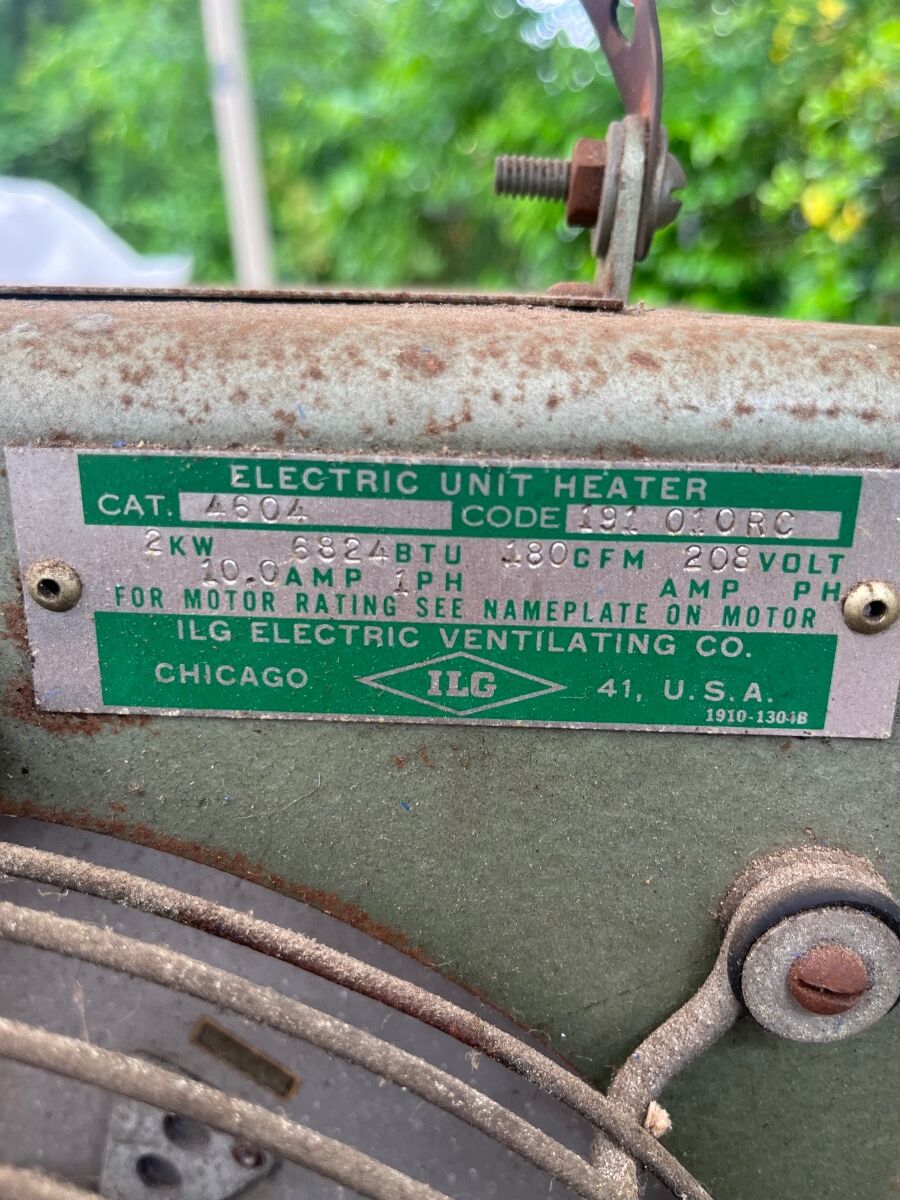 ELECTRIC UNIT HEATER
CAT. 4604 CODE 191 010RC
2KW 6824BTU 180CFM 208VOLT
10.0AMP 1PH AMP PH
FOR MOTOR RATING SEE NAMEPLATE ON MOTOR
ILG ELECTRIC VENTILATING CO.
CHICAGO ILG 41, U.S.A.
1910-1304B